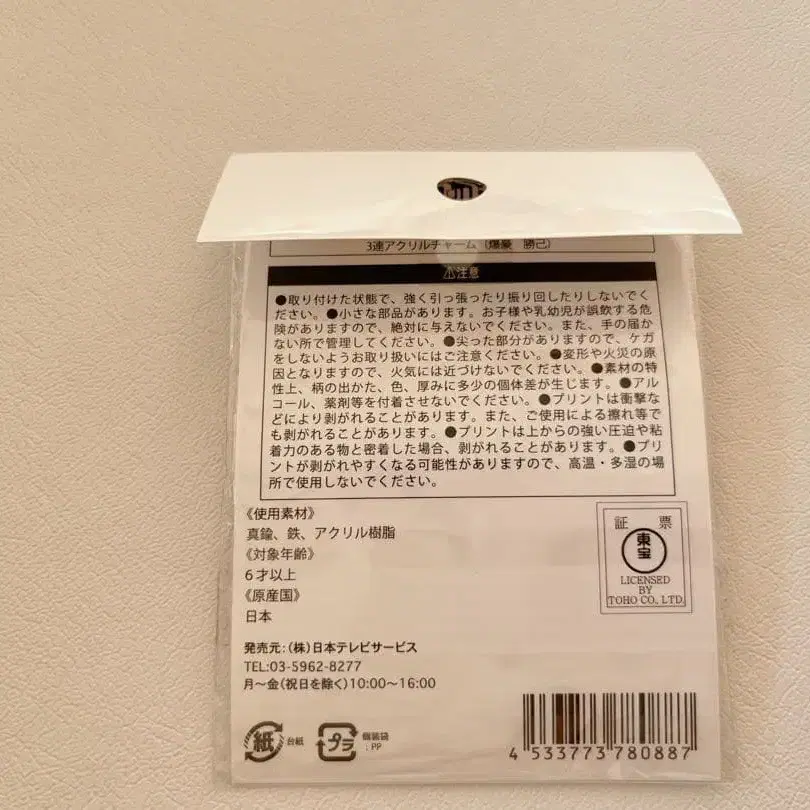 3連アクリルチャーム（爆豪　勝己）
⚠注意
●取り付けた状態で、強く引っ張ったり振り回したりしないでく
ださい。●小さな部品があります。お子様や乳幼児が誤飲する危
険がありますので、絶対に与えないでください。また、手の届か
ない所で管理してください。●尖った部分がありますので、ケガ
をしないようお取り扱いにはご注意ください。●変形や火災の原
因となりますので、火気には近づけないでください。●素材の特
性上、柄の出かた、色、厚みに多少の個体差が生じます。●アル
コール、薬剤等を付着させないでください。●プリントは衝撃な
どにより剥がれることがあります。また、ご使用による擦れ等で
も剥がれることがあります。●プリントは上からの強い圧迫や粘
着力のある物と密着した場合、剥がれることがあります。●プリ
ントが剥がれやすくなる可能性がありますので、高温・多湿の場
所で使用しないでください。
《使用素材》
真鍮、鉄、アクリル樹脂
《対象年齢》
6才以上
《原産国》
日本
証 票
東宝
LICENSED
BY
TOHO CO., LTD.
発売元：（株）日本テレビサービス
TEL:03-5962-8277
月〜金（祝日を除く）10:00〜16:00
紙 台紙
プラ 個装袋
：PP
4 533773 780887